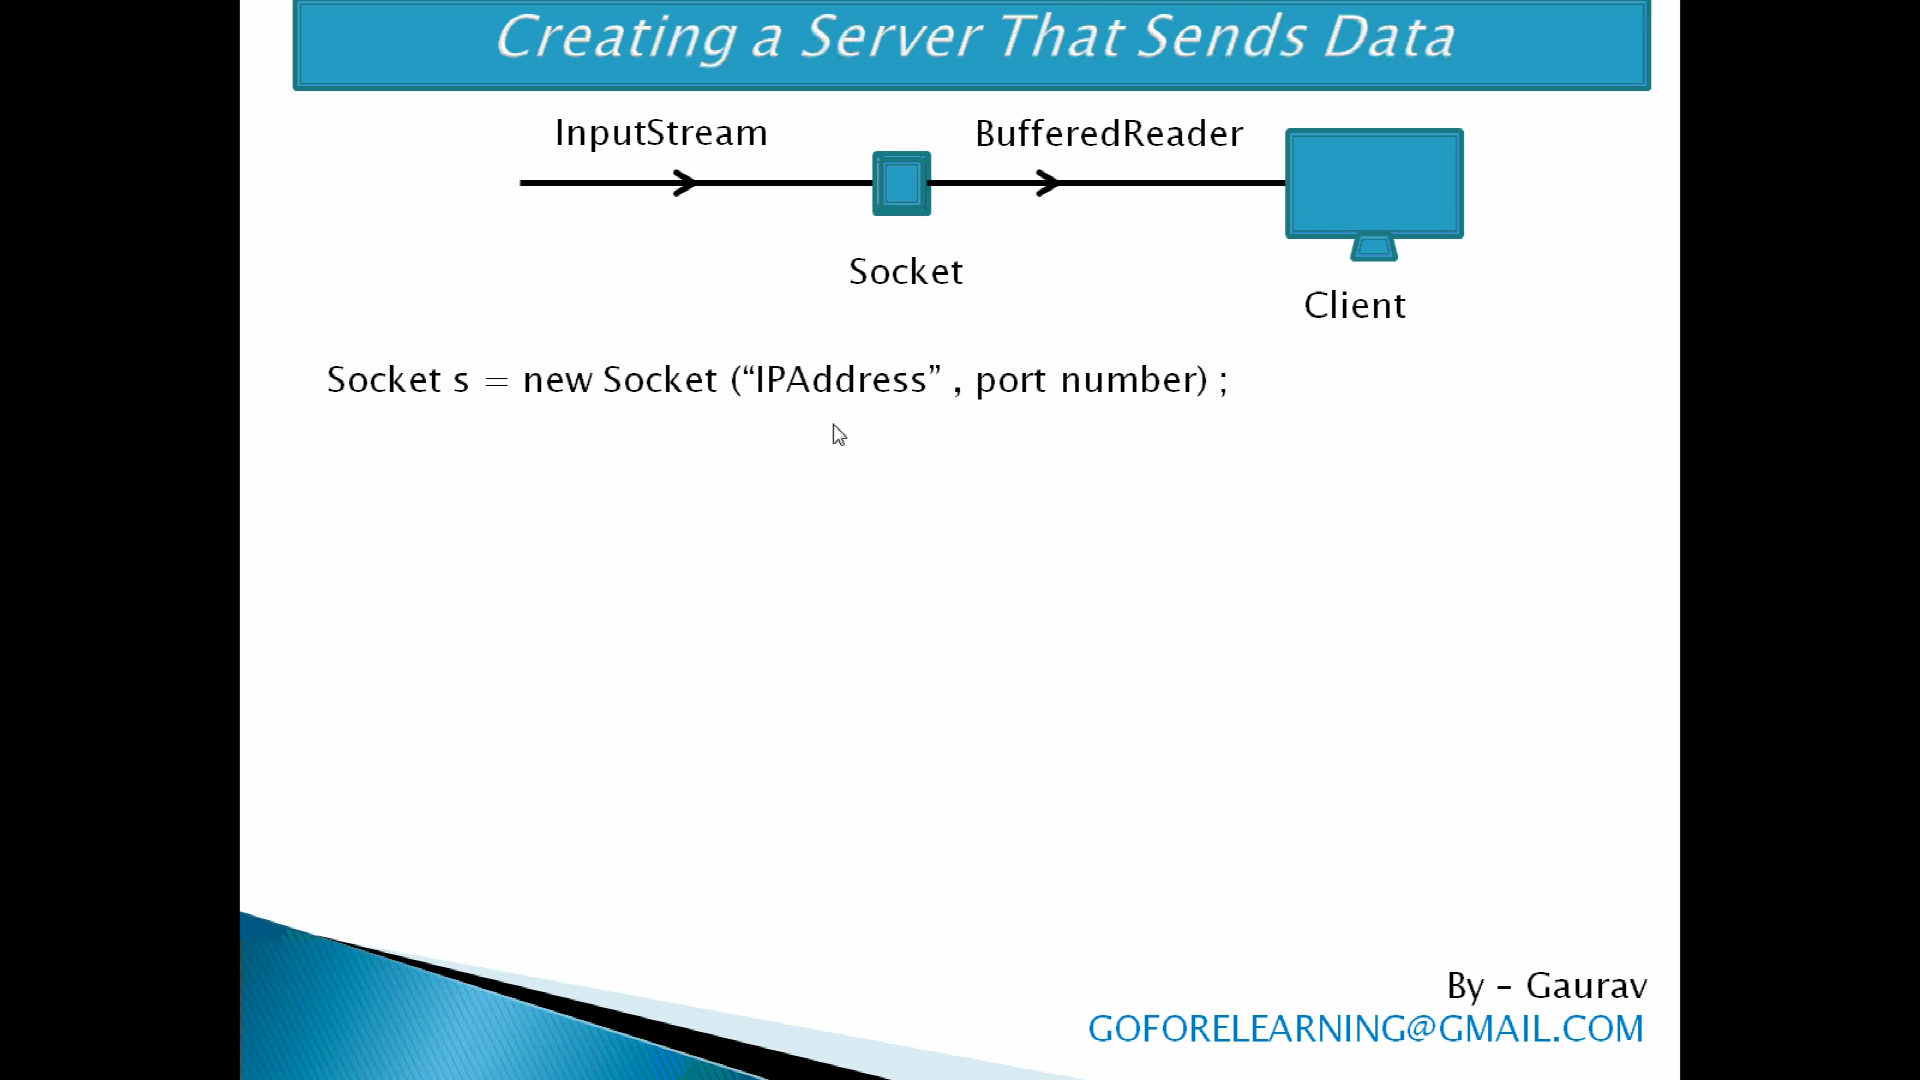 Creating a Server That Sends Data
InputStream
BufferedReader
Socket
Client
Socket s = new Socket (“IPAddress” , port number) ;
By – Gaurav
GOFORELEARNING@GMAIL.COM